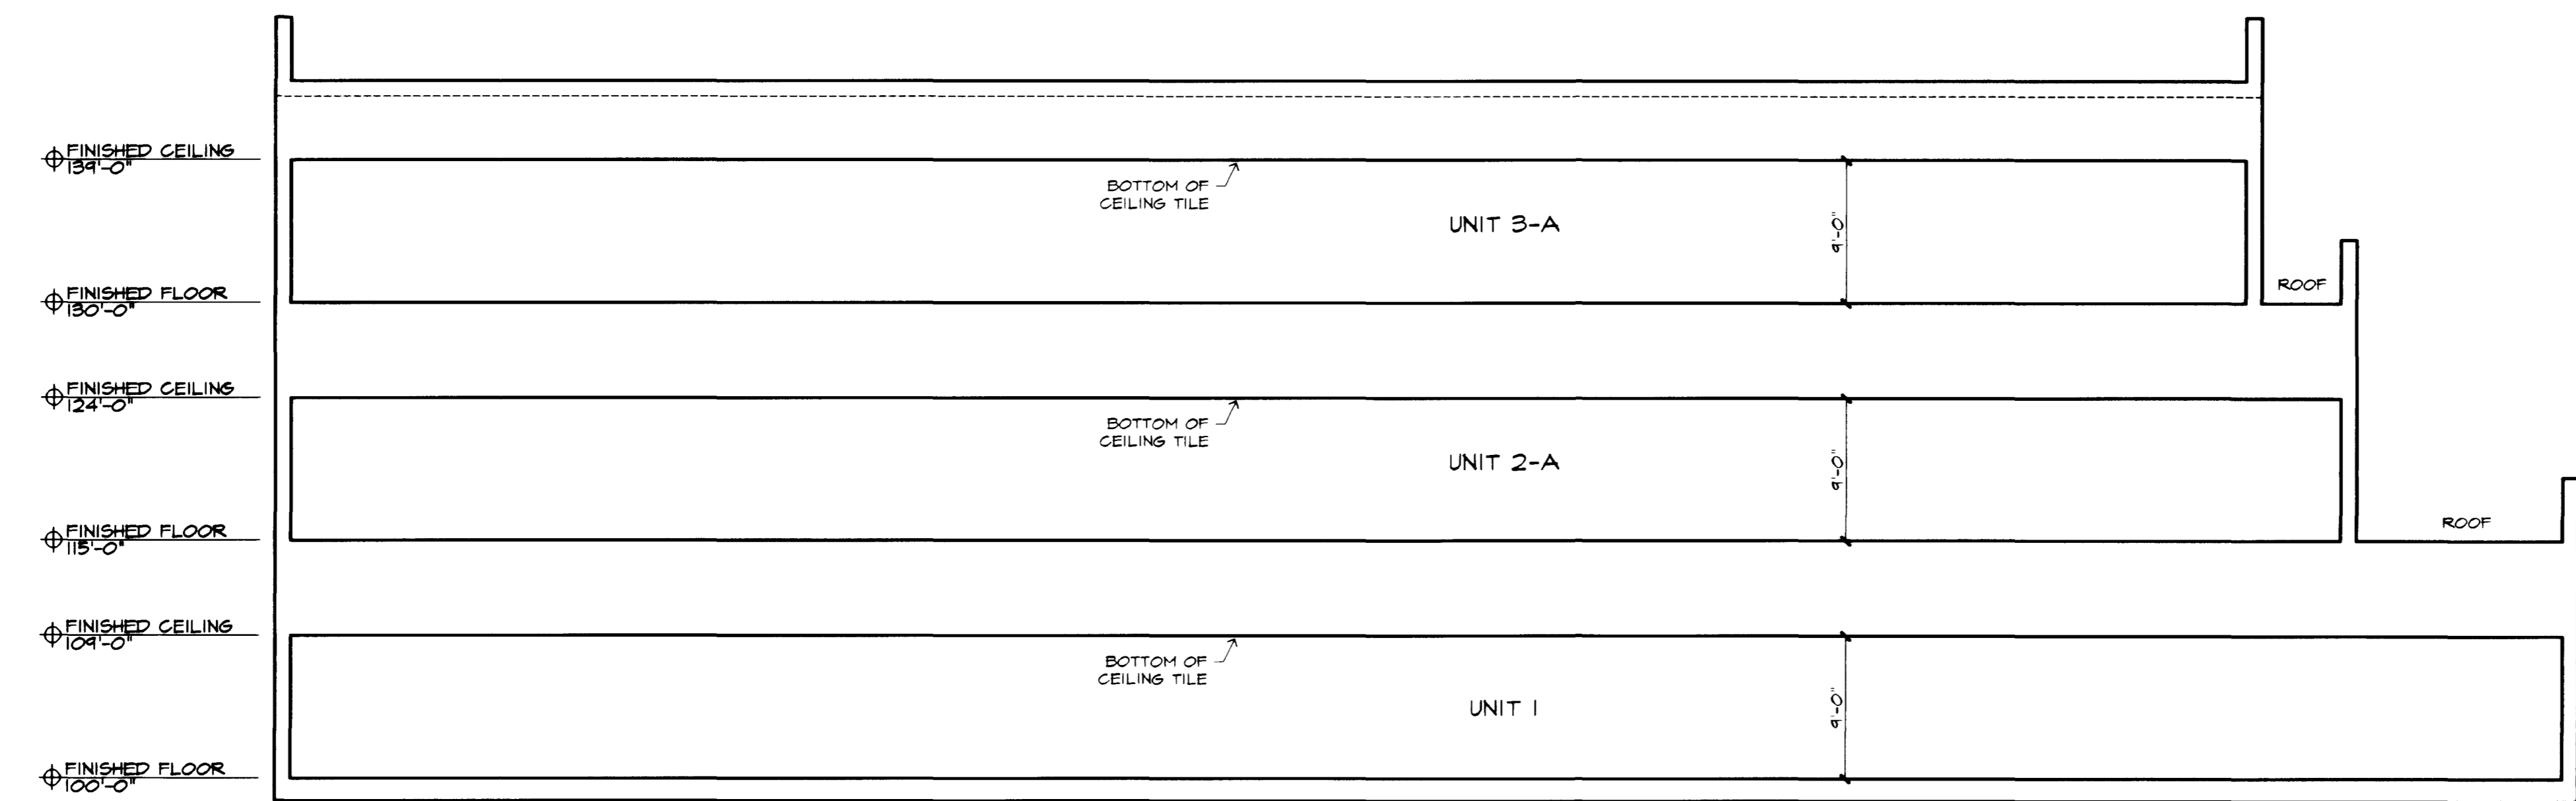 FINISHED CEILING
139'-0"
BOTTOM OF
CEILING TILE
UNIT 3-A
9'-0"
FINISHED FLOOR
130'-0"
ROOF
FINISHED CEILING
124'-0"
BOTTOM OF
CEILING TILE
UNIT 2-A
9'-0"
FINISHED FLOOR
115'-0"
ROOF
FINISHED CEILING
109'-0"
BOTTOM OF
CEILING TILE
UNIT 1
9'-0"
FINISHED FLOOR
100'-0"